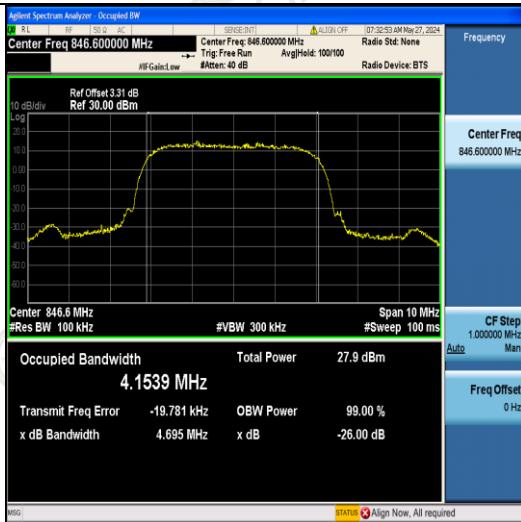 Agilent Spectrum Analyzer - Occupied BW
RL RF 50 Ω AC SENSE:INT ALIGN OFF 07:32:53 AM May 27, 2024
Center Freq 846.600000 MHz Center Freq: 846.600000 MHz Radio Std: None Frequency
Trig: Free Run Avg|Hold: 100/100
#IFGain:Low #Atten: 40 dB Radio Device: BTS
Ref Offset 3.31 dB
10 dB/div Ref 30.00 dBm
Log
20.0
10.0
0.00
-10.0
-20.0
-30.0
-40.0
-50.0
-60.0
Center Freq
846.600000 MHz
Center 846.6 MHz Span 10 MHz
#Res BW 100 kHz #VBW 300 kHz #Sweep 100 ms
CF Step
1.000000 MHz
Auto Man
Occupied Bandwidth Total Power 27.9 dBm
4.1539 MHz
Transmit Freq Error -19.781 kHz OBW Power 99.00 %
x dB Bandwidth 4.695 MHz x dB -26.00 dB
Freq Offset
0 Hz
MSG STATUS Align Now, All required